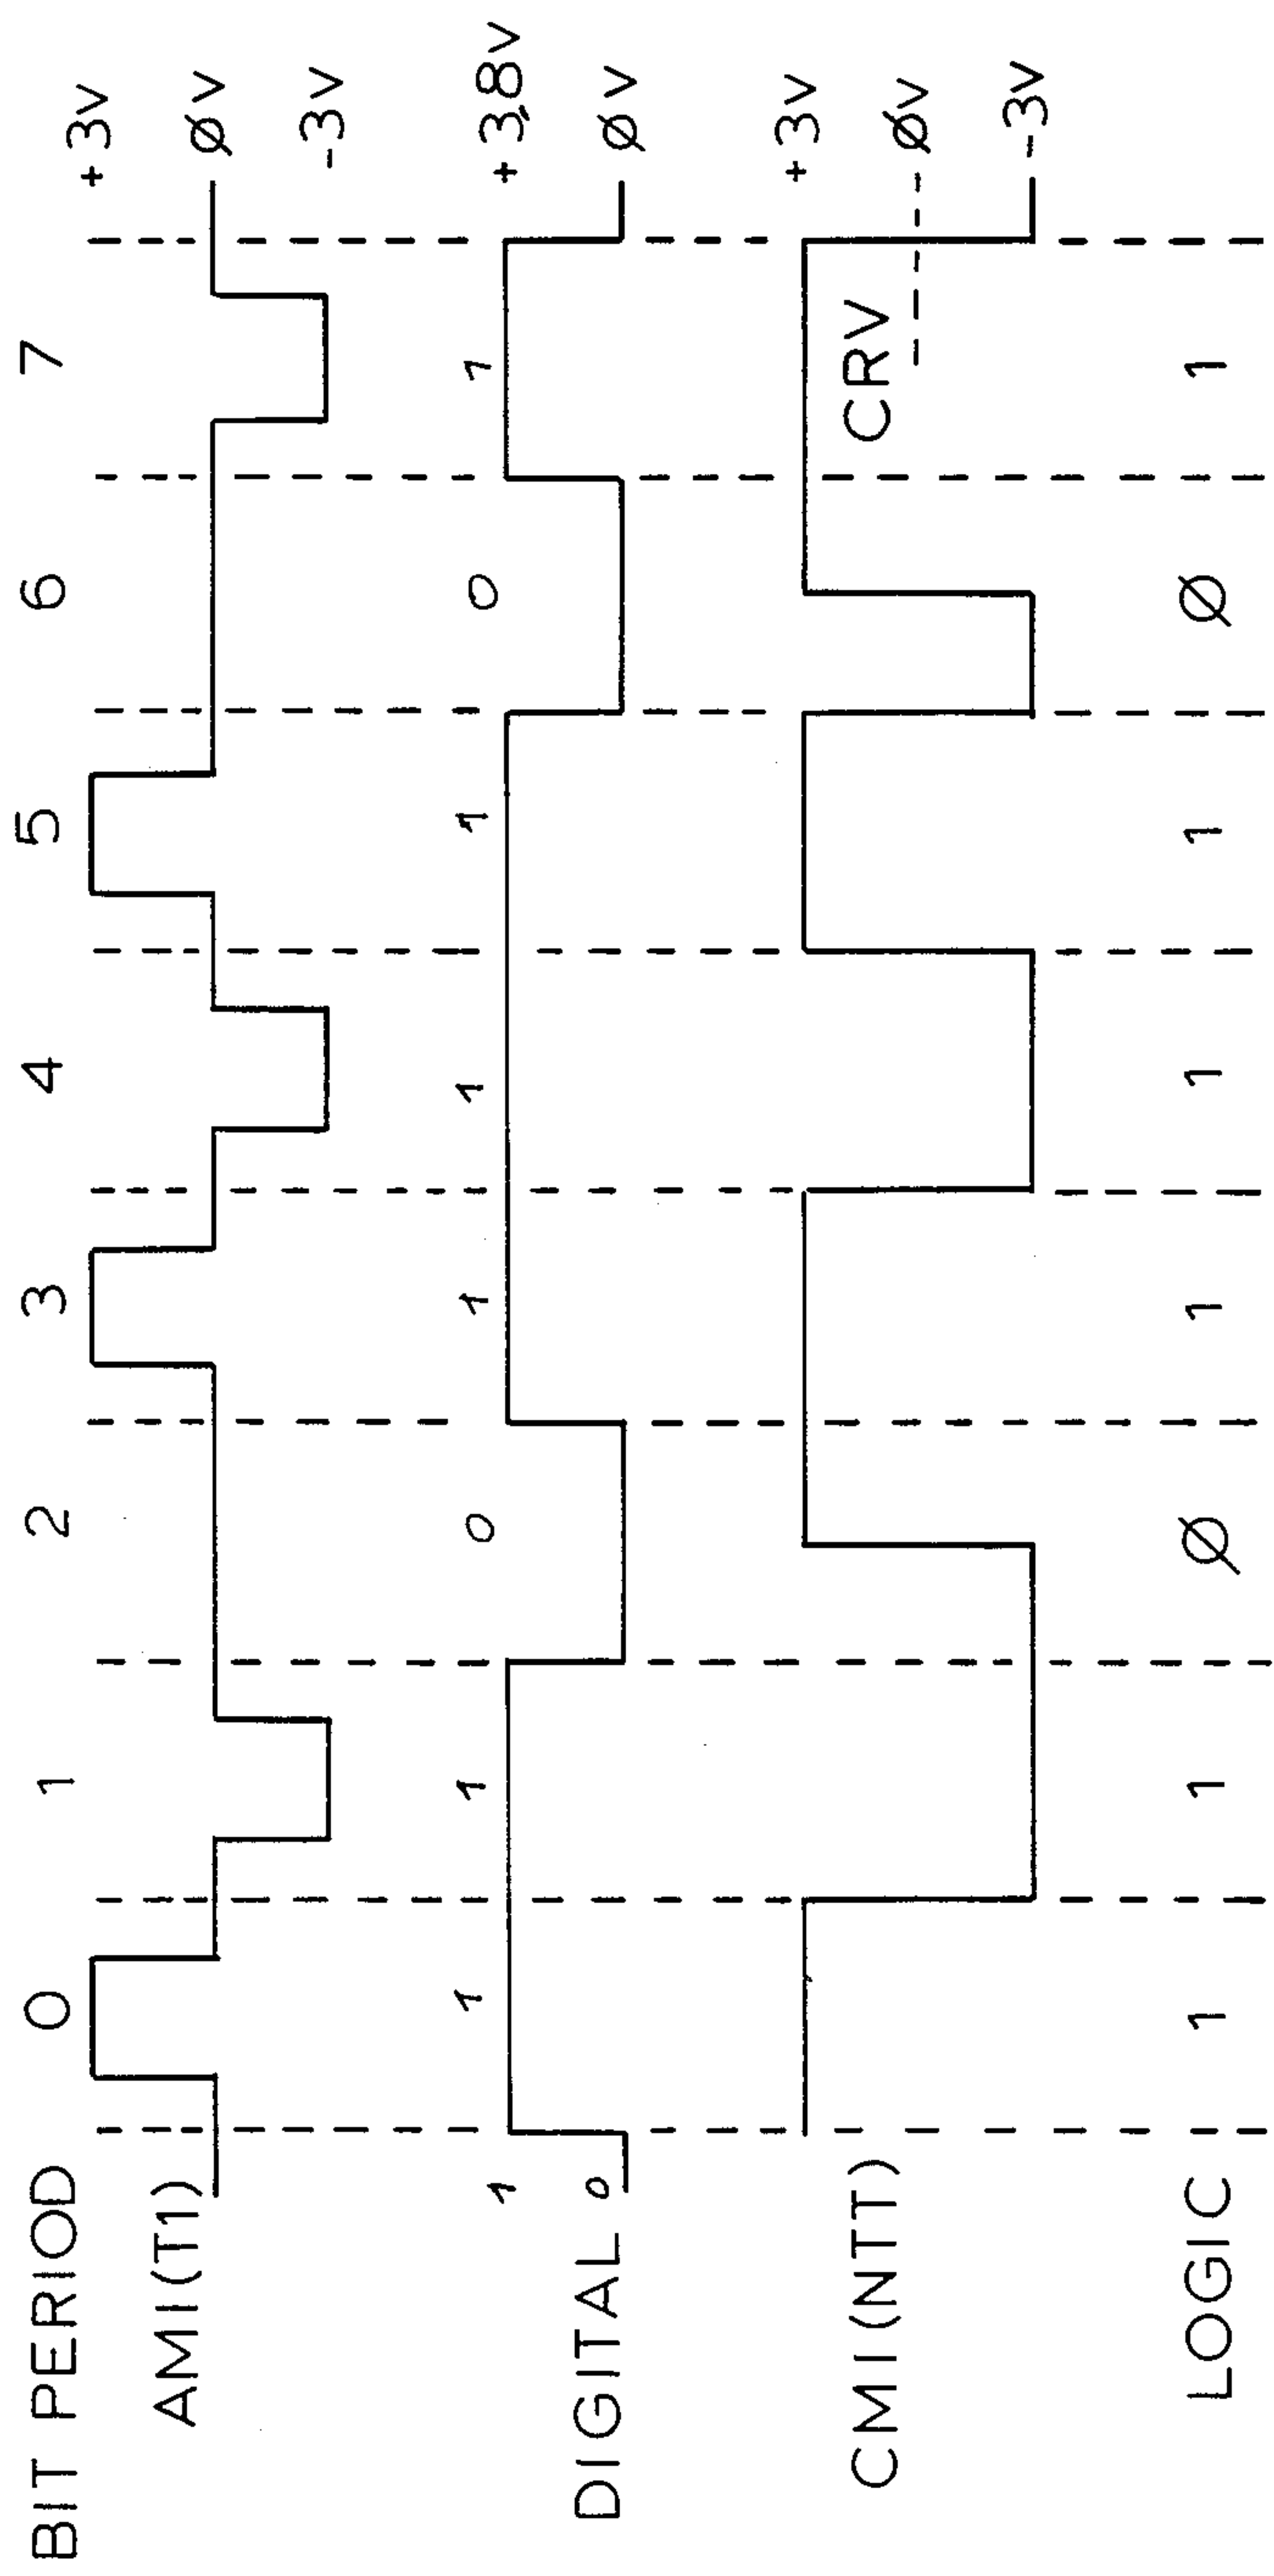 BIT PERIOD 0 1 2 3 4 5 6 7
AMI(T1) +3V ØV -3V
1 1 1 0 1 1 1 0 1 +3,8V
DIGITAL 0 ØV
CMI(NTT) CRV +3V ØV -3V
LOGIC 1 1 Ø 1 1 1 Ø 1